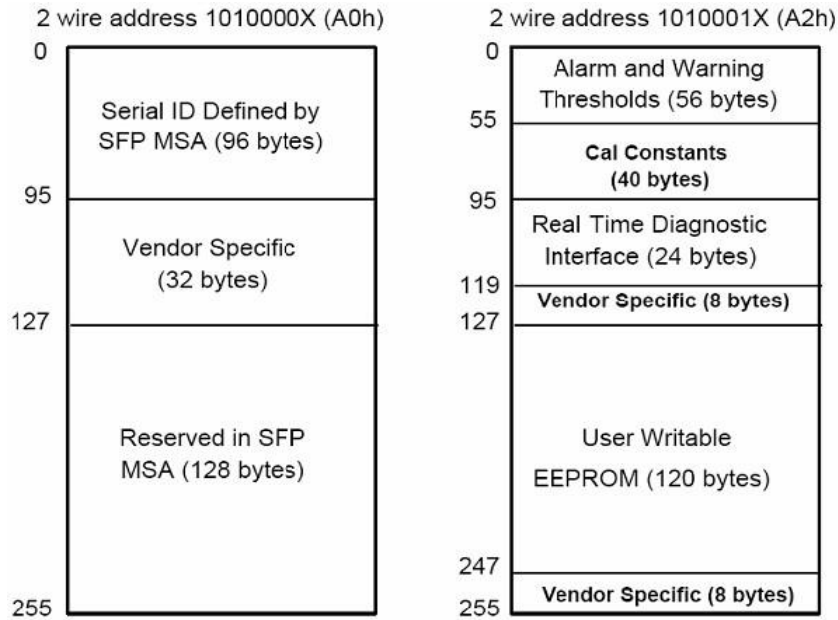 2 wire address 1010000X (A0h)
0
Serial ID Defined by
SFP MSA (96 bytes)
95
Vendor Specific
(32 bytes)
127
Reserved in SFP
MSA (128 bytes)
255
2 wire address 1010001X (A2h)
0
Alarm and Warning
Thresholds (56 bytes)
55
Cal Constants
(40 bytes)
95
Real Time Diagnostic
Interface (24 bytes)
119
Vendor Specific (8 bytes)
127
User Writable
EEPROM (120 bytes)
247
Vendor Specific (8 bytes)
255